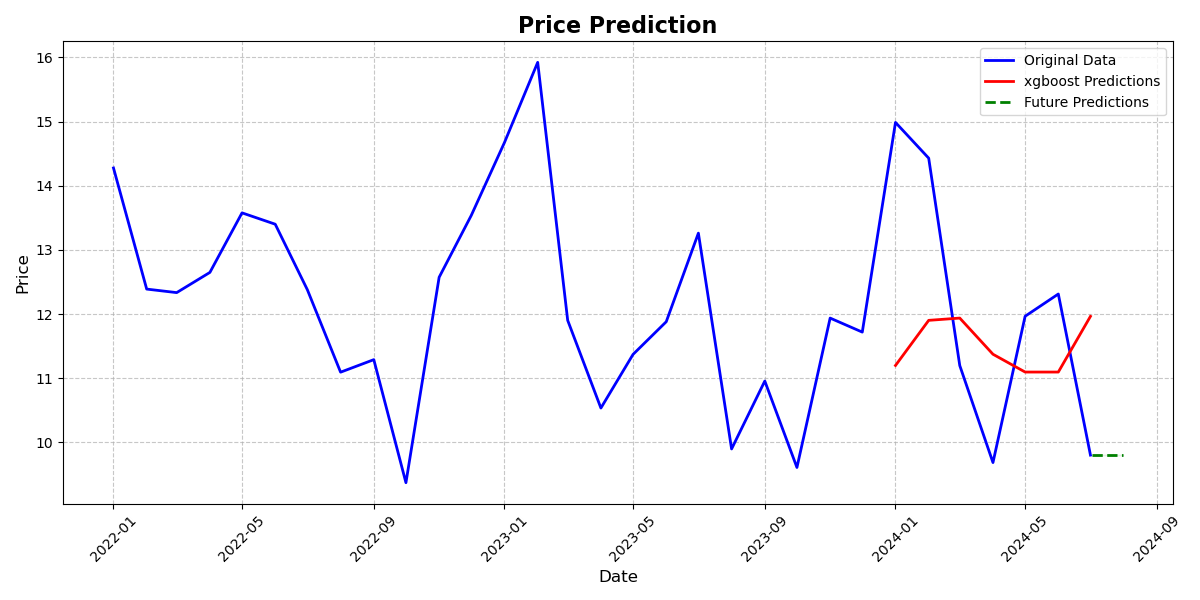 Price Prediction
Original Data
xgboost Predictions
Future Predictions
Price
16
15
14
13
12
11
10
2022-01
2022-05
2022-09
2023-01
2023-05
2023-09
2024-01
2024-05
2024-09
Date